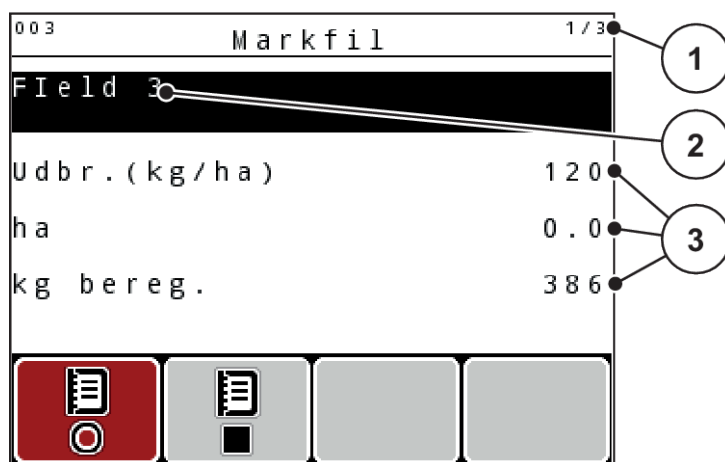 003 Markfil 1/3
FIeld 3
Udbr.(kg/ha) 120
ha 0.0
kg bereg. 386
1
2
3